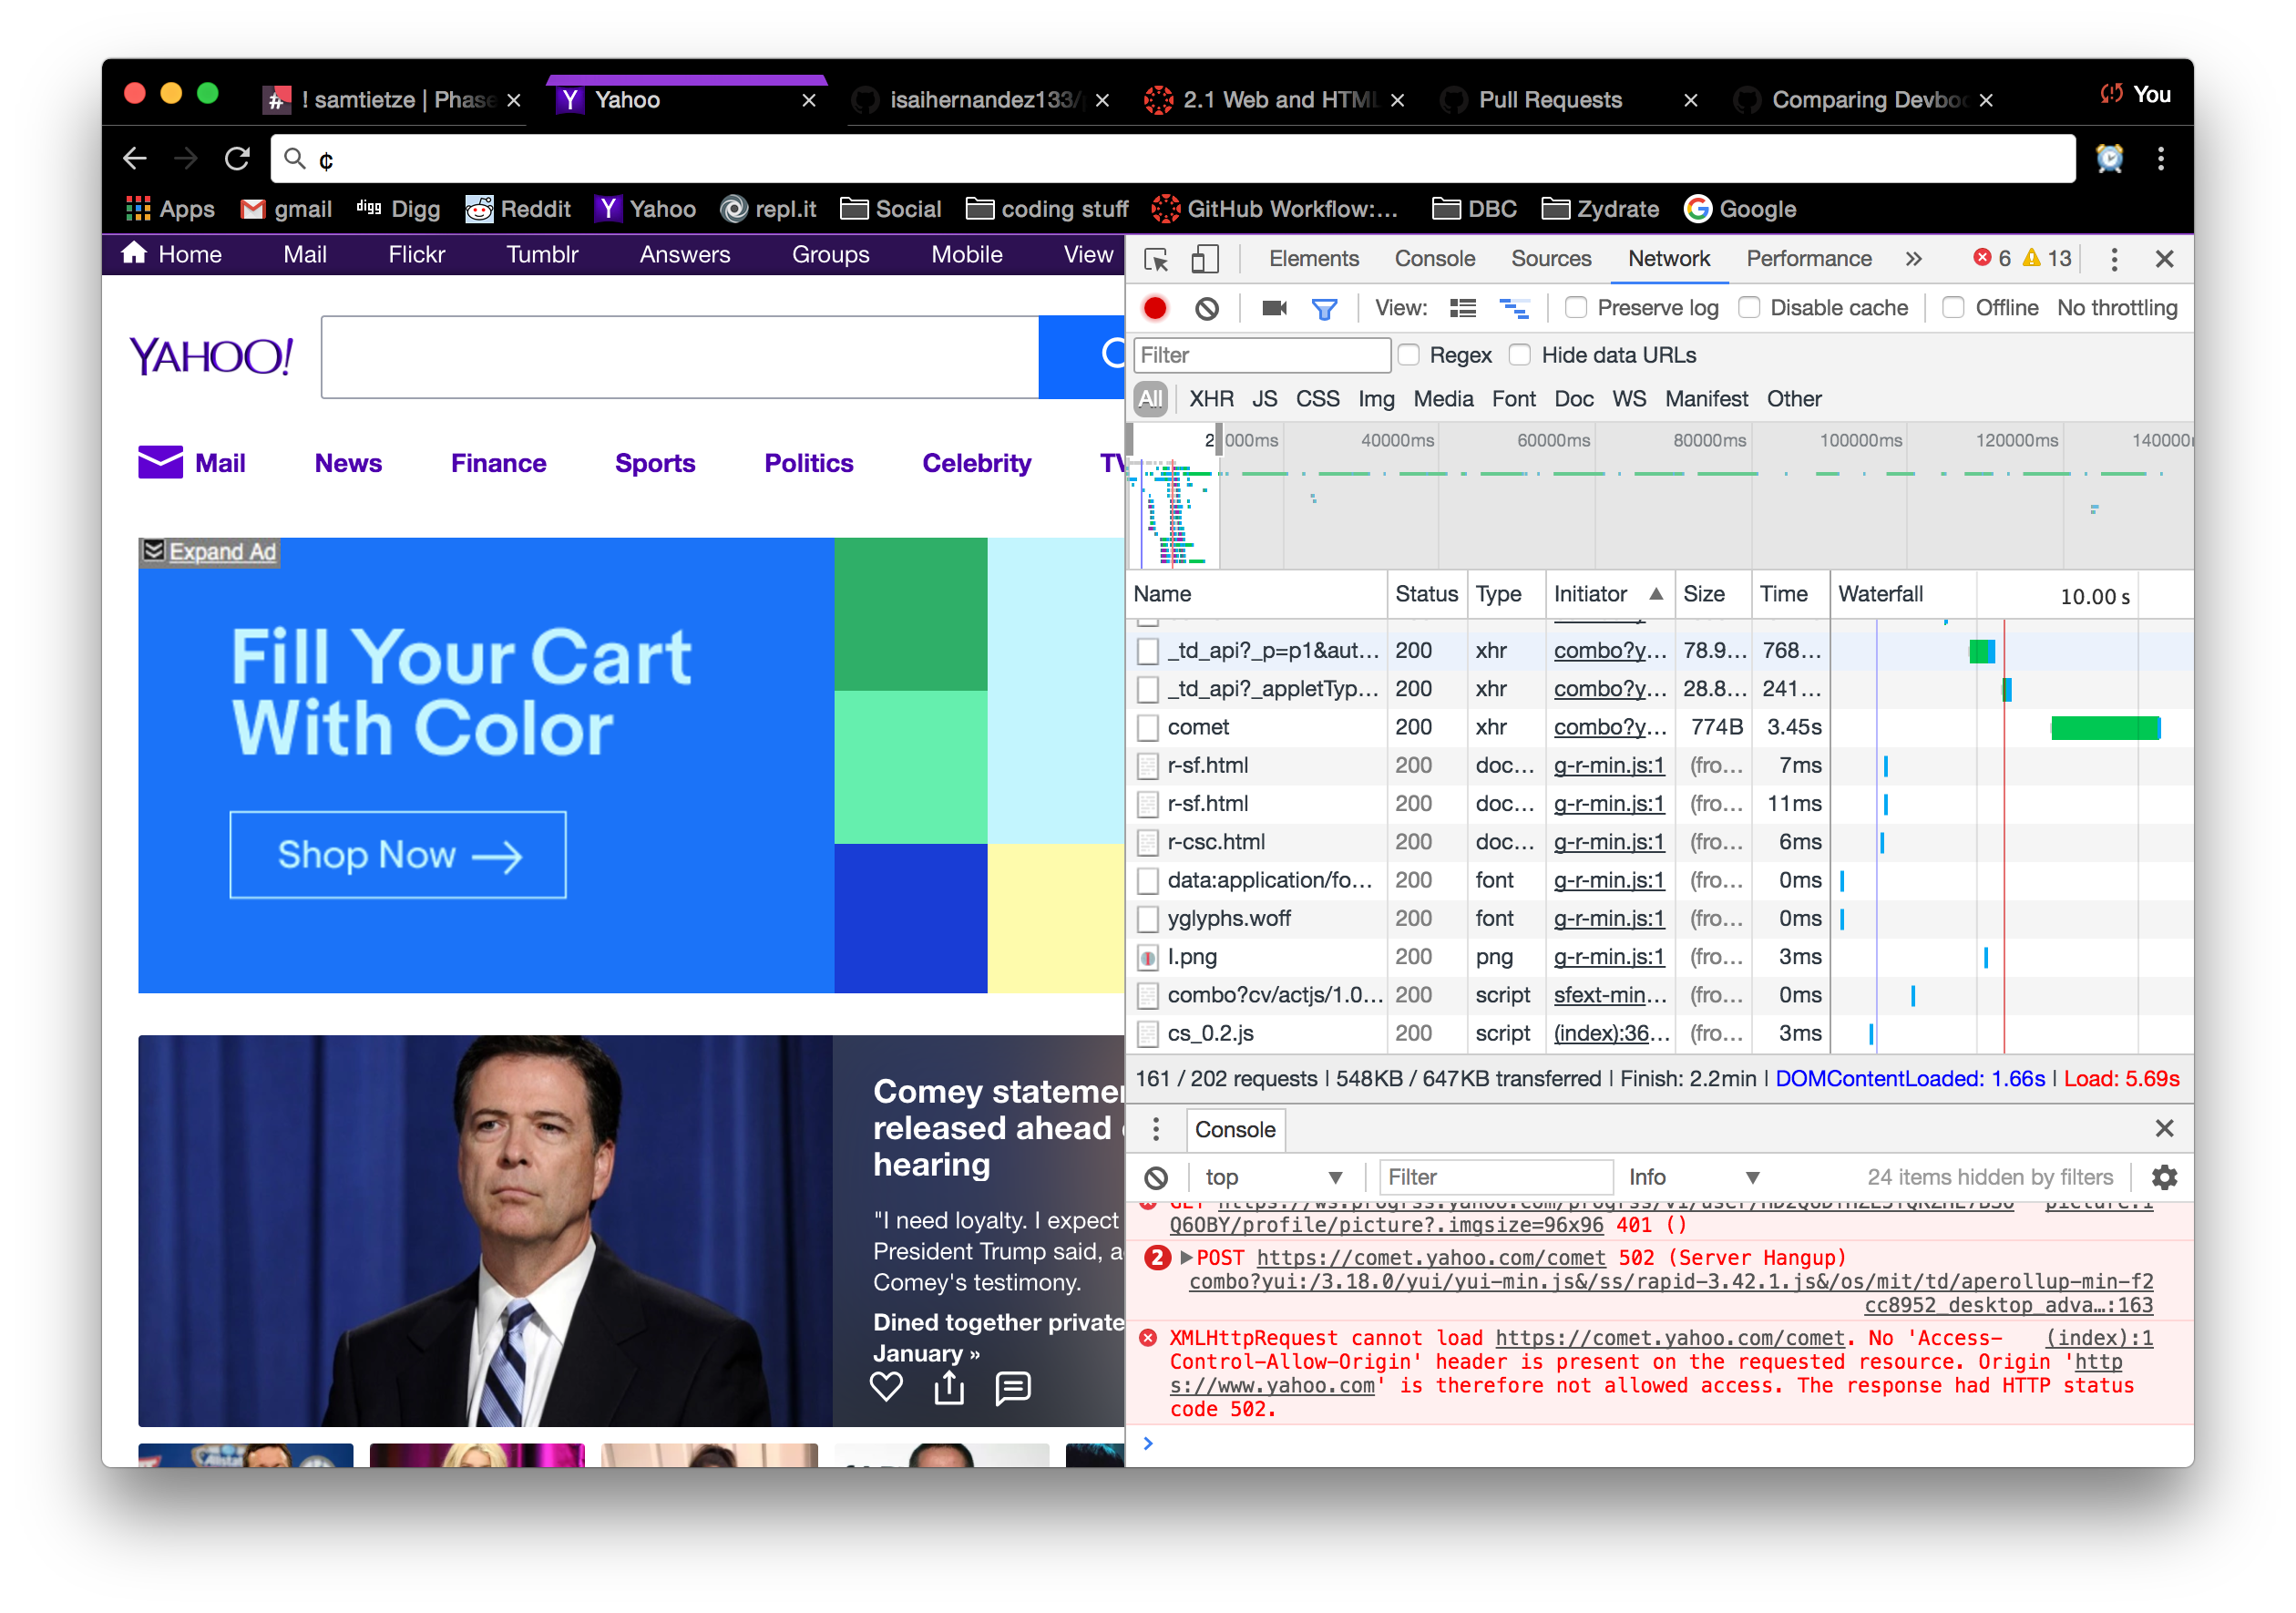 ! samtietze | Phase
Yahoo
isaihernandez133/
2.1 Web and HTML
Pull Requests
Comparing Devboo
You
¢
Apps
gmail
digg Digg
Reddit
Yahoo
repl.it
Social
coding stuff
GitHub Workflow:...
DBC
Zydrate
Google
Home Mail Flickr Tumblr Answers Groups Mobile View
YAHOO!
Mail News Finance Sports Politics Celebrity TV
Expand Ad
Fill Your Cart
With Color
Shop Now
Comey statemen
released ahead
hearing
"I need loyalty. I expect
President Trump said, a
Comey's testimony.
Dined together private
January »
Elements Console Sources Network Performance » 6 13
View: Preserve log Disable cache Offline No throttling
Filter Regex Hide data URLs
All XHR JS CSS Img Media Font Doc WS Manifest Other
2 000ms 40000ms 60000ms 80000ms 100000ms 120000ms 140000
Name Status Type Initiator ▲ Size Time Waterfall 10.00 s
_td_api?_p=p1&aut... 200 xhr combo?y... 78.9... 768...
_td_api?_appletTyp... 200 xhr combo?y... 28.8... 241...
comet 200 xhr combo?y... 774B 3.45s
r-sf.html 200 doc... g-r-min.js:1 (fro... 7ms
r-sf.html 200 doc... g-r-min.js:1 (fro... 11ms
r-csc.html 200 doc... g-r-min.js:1 (fro... 6ms
data:application/fo... 200 font g-r-min.js:1 (fro... 0ms
yglyphs.woff 200 font g-r-min.js:1 (fro... 0ms
I.png 200 png g-r-min.js:1 (fro... 3ms
combo?cv/actjs/1.0... 200 script sfext-min... (fro... 0ms
cs_0.2.js 200 script (index):36... (fro... 3ms
161 / 202 requests | 548KB / 647KB transferred | Finish: 2.2min | DOMContentLoaded: 1.66s | Load: 5.69s
Console
top ▼ Filter Info ▼ 24 items hidden by filters
Q6OBY/profile/picture?.imgsize=96x96 401 ()
2 ▶POST https://comet.yahoo.com/comet 502 (Server Hangup)
combo?yui:/3.18.0/yui/yui-min.js&/ss/rapid-3.42.1.js&/os/mit/td/aperollup-min-f2
cc8952_desktop_adva…:163
XMLHttpRequest cannot load https://comet.yahoo.com/comet. No 'Access- (index):1
Control-Allow-Origin' header is present on the requested resource. Origin 'http
s://www.yahoo.com' is therefore not allowed access. The response had HTTP status
code 502.